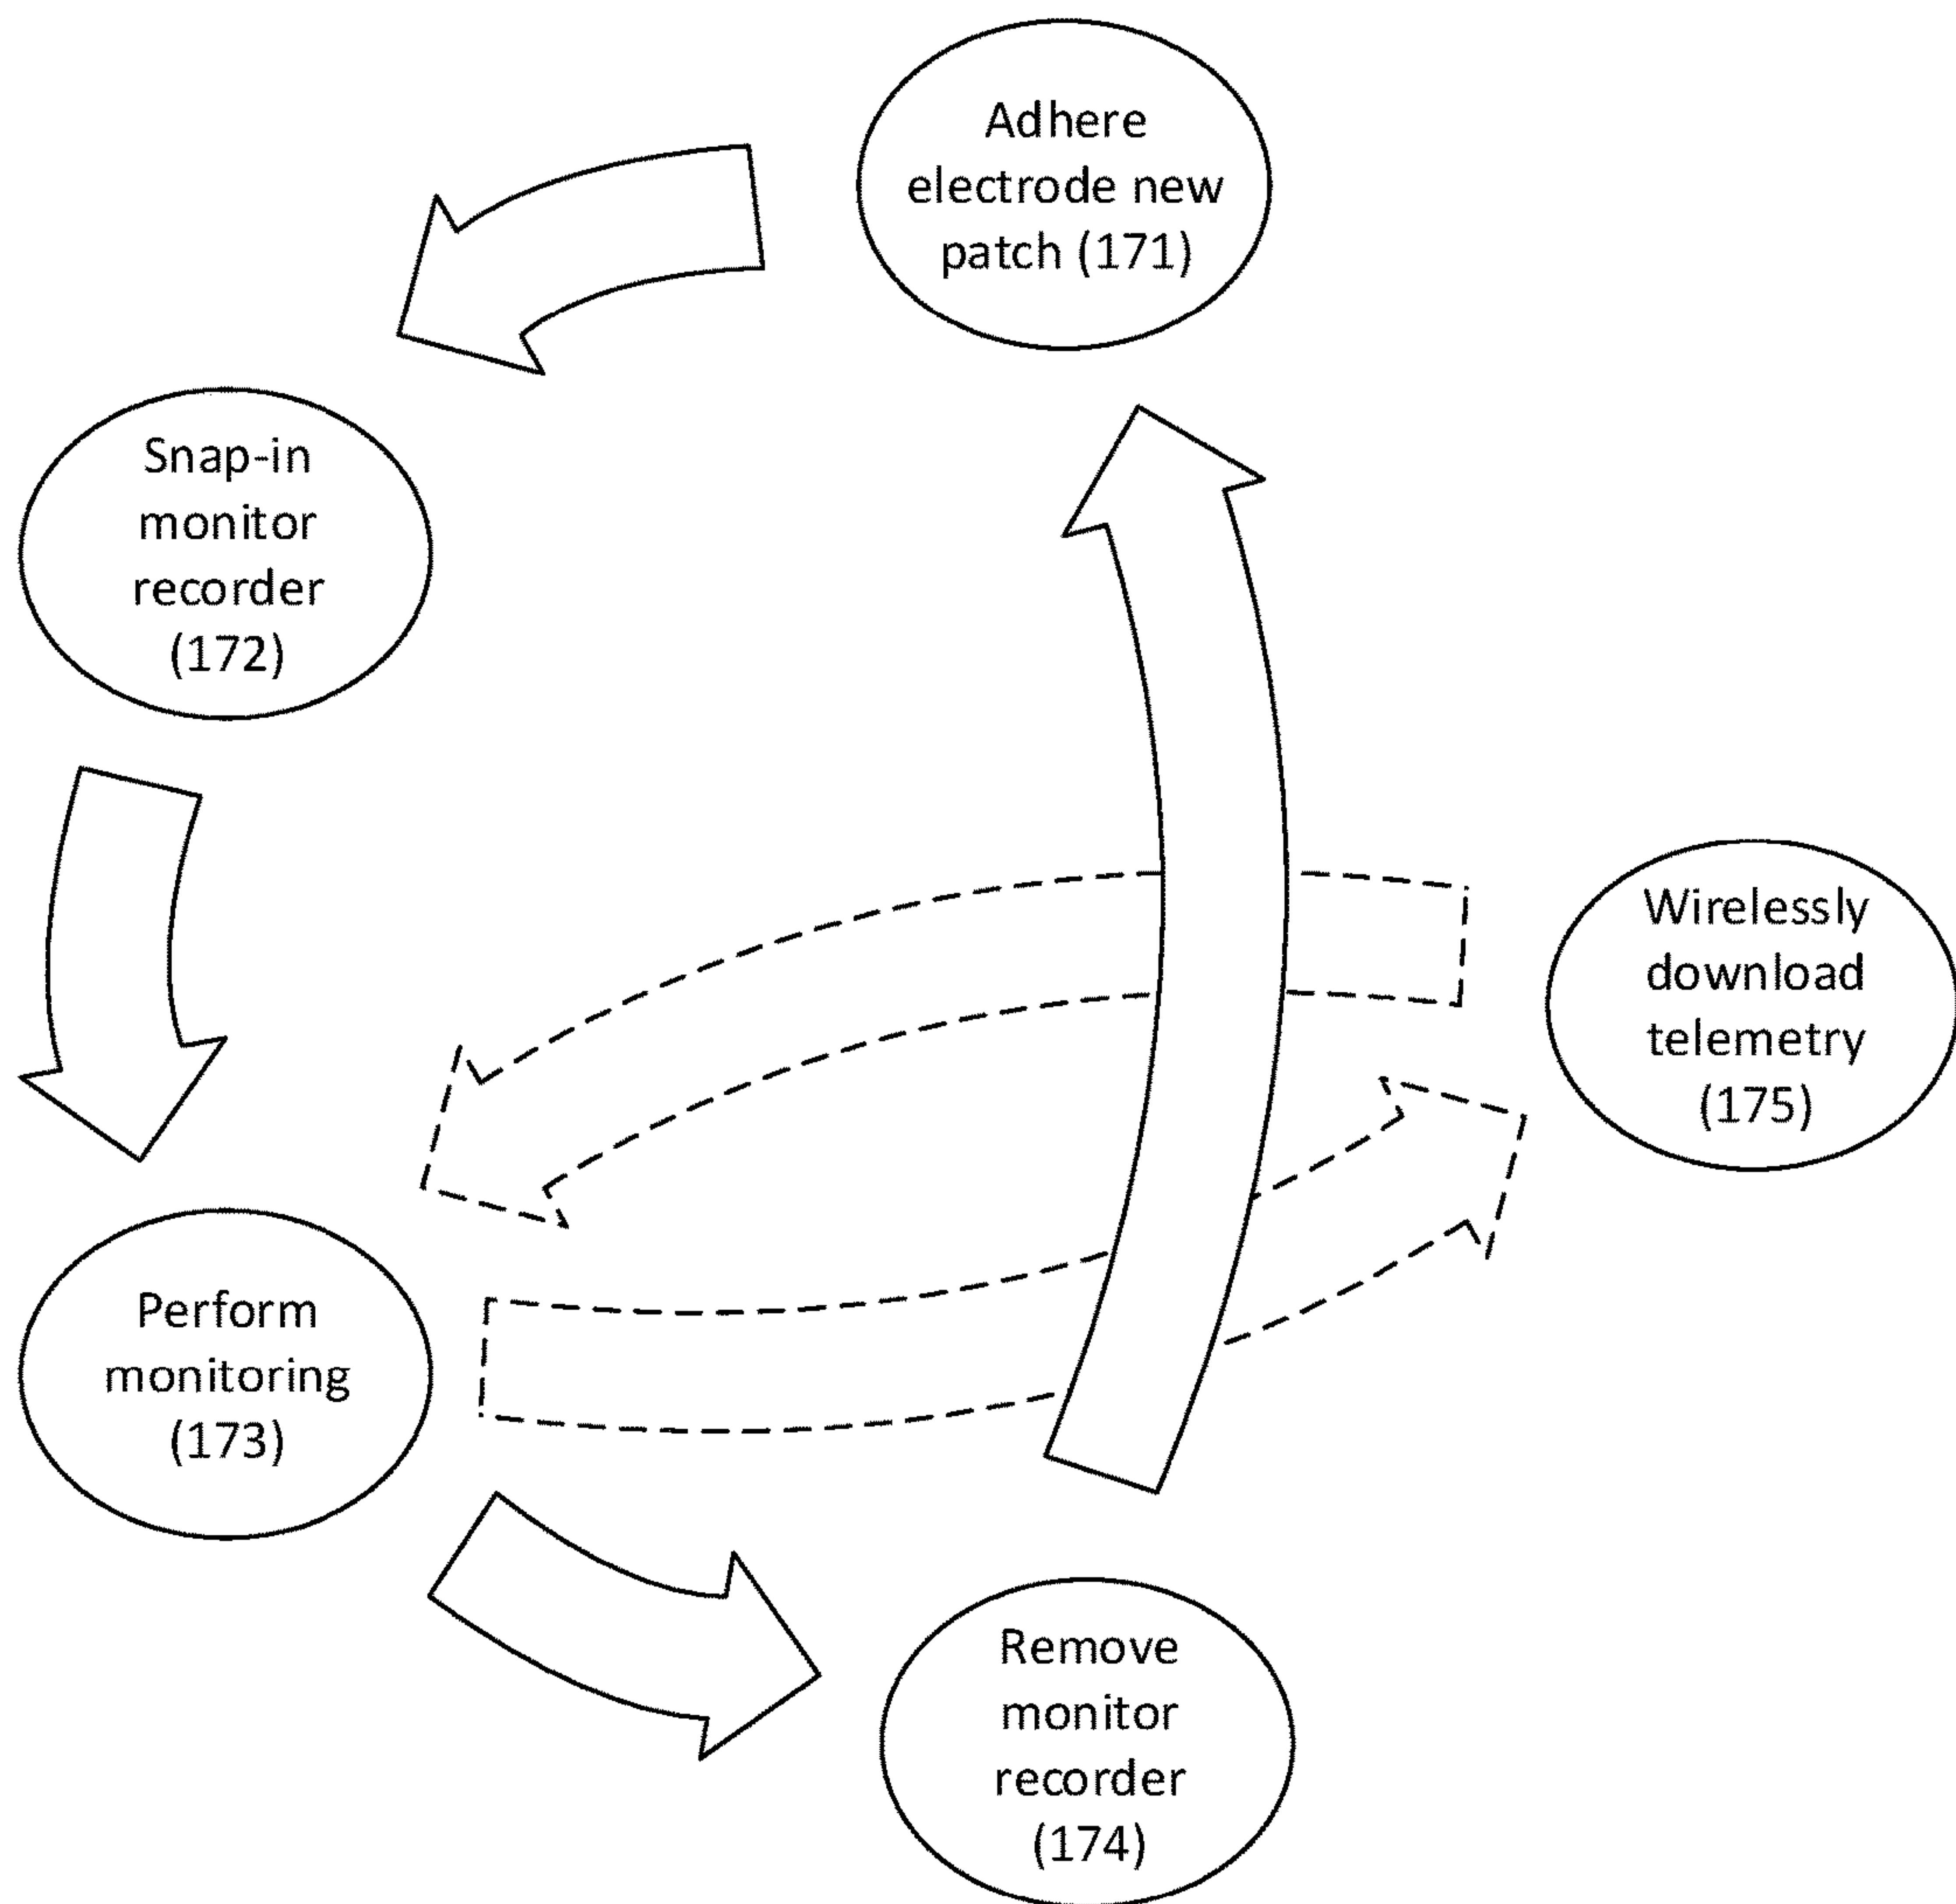 Adhere
electrode new
patch (171)
Snap-in
monitor
recorder
(172)
Wirelessly
download
telemetry
(175)
Perform
monitoring
(173)
Remove
monitor
recorder
(174)